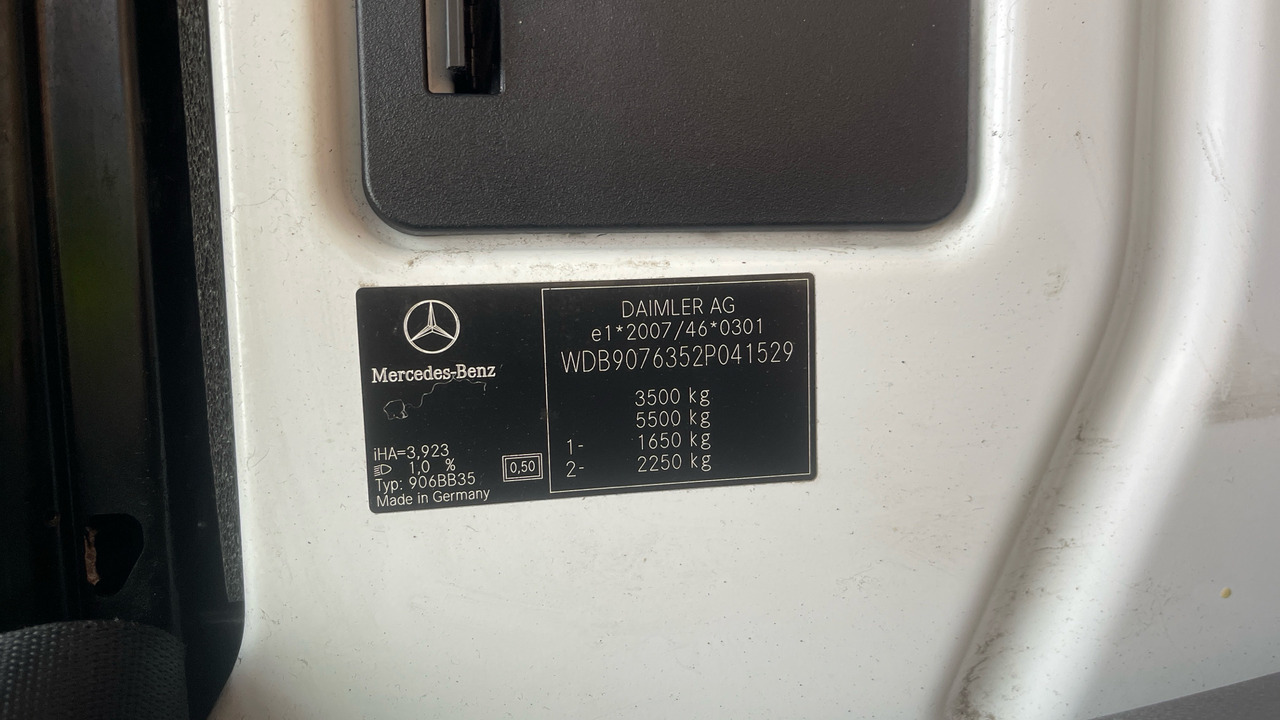 Mercedes-Benz
iHA=3,923
1,0 %
Typ: 906BB35
Made in Germany
0,50
DAIMLER AG
e1*2007/46*0301
WDB9076352P041529
3500 kg
5500 kg
1- 1650 kg
2- 2250 kg